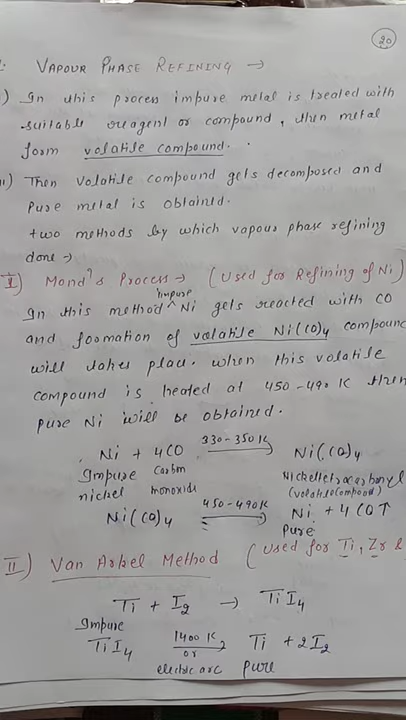 20
VAPOUR PHASE REFINING →
) In this process impure metal is treated with
suitable reagent or compound, then metal
form volatile compound.
ii) Then volatile compound gets decomposed and
Pure metal is obtained.
two methods by which vapour phase refining
done →
I) Mond's Process → (Used for Refining of Ni)
In this method ^ impure Ni gets reacted with CO
and formation of volatile Ni(CO)4 compound
will takes place. when this volatile
compound is heated at 450-490 K then
pure Ni will be obtained.
Ni + 4CO 330-350 K → Ni(CO)4
Impure nickel Carbon monoxide Nickeltetracarbonyl (volatile compound)
Ni(CO)4 450-490K → Ni + 4CO↑
Pure
II) Van Arkel Method (Used for Ti, Zr &
Ti + I2 → TiI4
Impure
TiI4 1400 K or electric arc → Ti + 2I2
pure